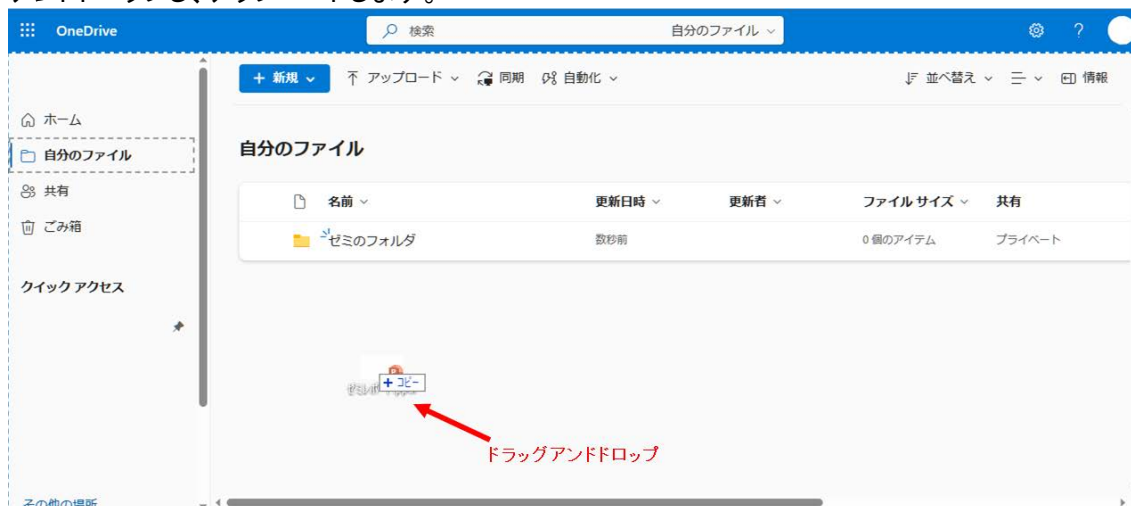 OneDrive
検索
自分のファイル
?
+ 新規
アップロード
同期
自動化
並べ替え
情報
ホーム
自分のファイル
共有
ごみ箱
クイック アクセス
自分のファイル
名前
更新日時
更新者
ファイル サイズ
共有
ゼミのフォルダ
数秒前
0 個のアイテム
プライベート
+ コピー
ドラッグアンドドロップ
その他の場所